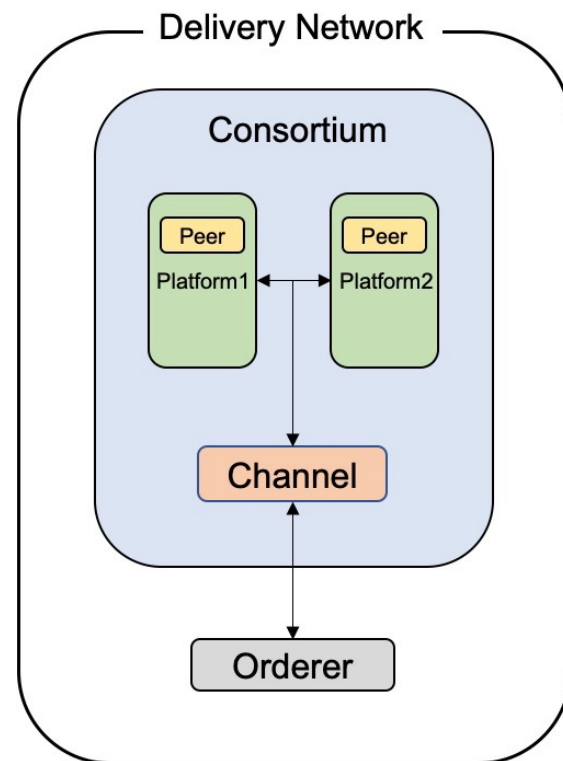 Delivery Network
Consortium
Peer
Peer
Platform1
Platform2
Channel
Orderer